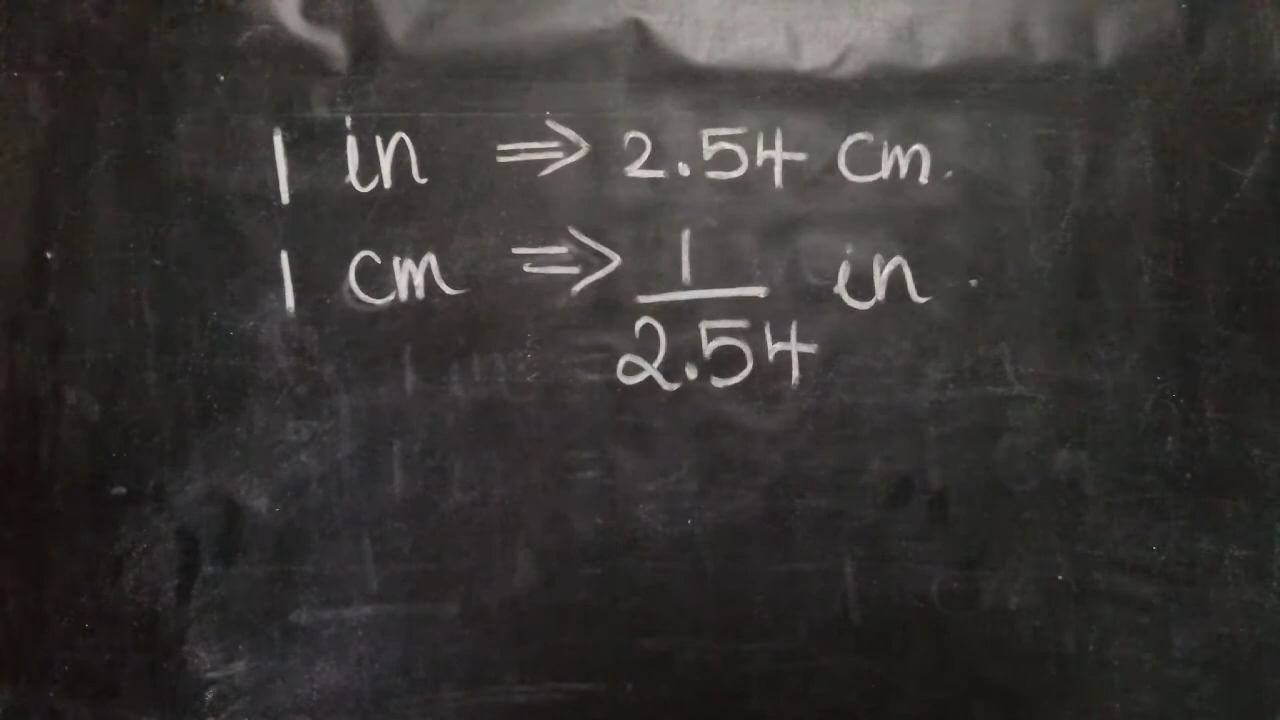 1 in ⇒ 2.54 cm.
1 cm ⇒ 1/2.54 in.